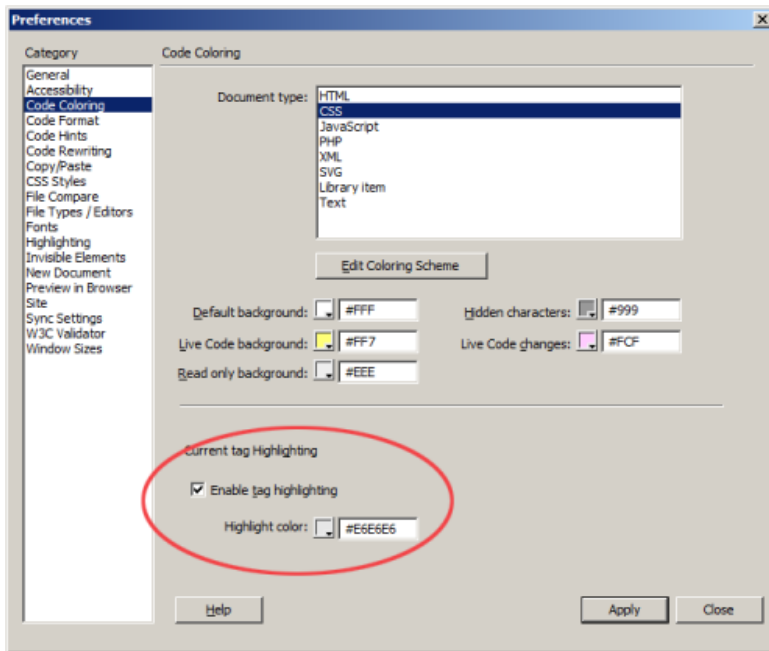 Preferences
Category
General
Accessibility
Code Coloring
Code Format
Code Hints
Code Rewriting
Copy/Paste
CSS Styles
File Compare
File Types / Editors
Fonts
Highlighting
Invisible Elements
New Document
Preview in Browser
Site
Sync Settings
W3C Validator
Window Sizes
Code Coloring
Document type:
HTML
CSS
JavaScript
PHP
XML
SVG
Library item
Text
Edit Coloring Scheme
Default background: #FFF
Hidden characters: #999
Live Code background: #FF7
Live Code changes: #FCF
Read only background: #EEE
Current tag Highlighting
Enable tag highlighting
Highlight color: #E6E6E6
Help
Apply
Close